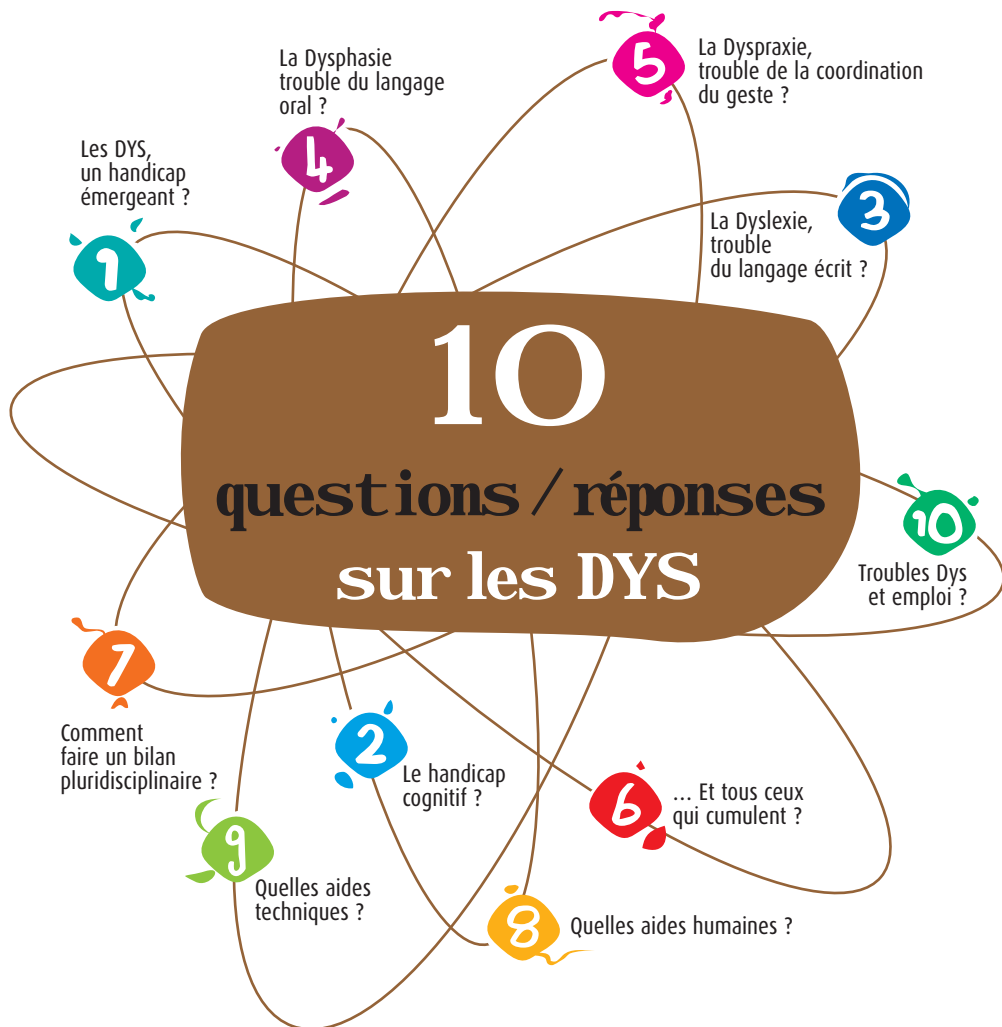 10
questions / réponses
sur les DYS
1
Les DYS,
un handicap
émergeant ?
2
Le handicap
cognitif ?
3
La Dyslexie,
trouble
du langage écrit ?
4
La Dysphasie
trouble du langage
oral ?
5
La Dyspraxie,
trouble de la coordination
du geste ?
6
... Et tous ceux
qui cumulent ?
7
Comment
faire un bilan
pluridisciplinaire ?
8
Quelles aides humaines ?
9
Quelles aides
techniques ?
10
Troubles Dys
et emploi ?